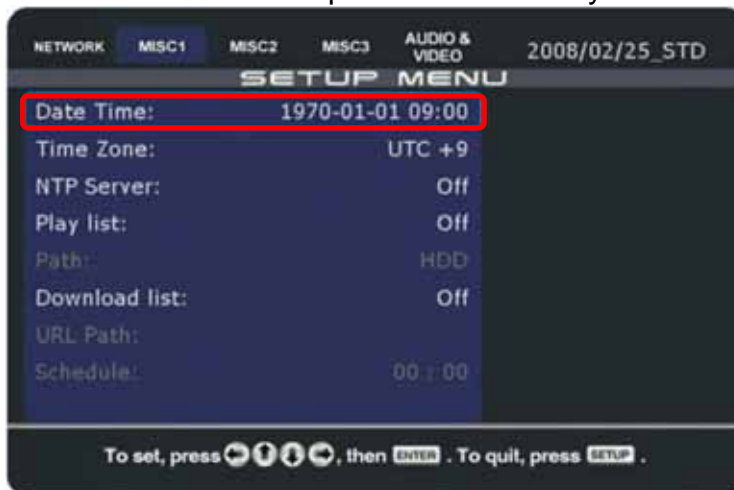 NETWORK MISC1 MISC2 MISC3 AUDIO & VIDEO 2008/02/25_STD
SETUP MENU
Date Time: 1970-01-01 09:00
Time Zone: UTC +9
NTP Server: Off
Play list: Off
Path: HDD
Download list: Off
URL Path:
Schedule: 00 : 00
To set, press , then ENTER . To quit, press SETUP .